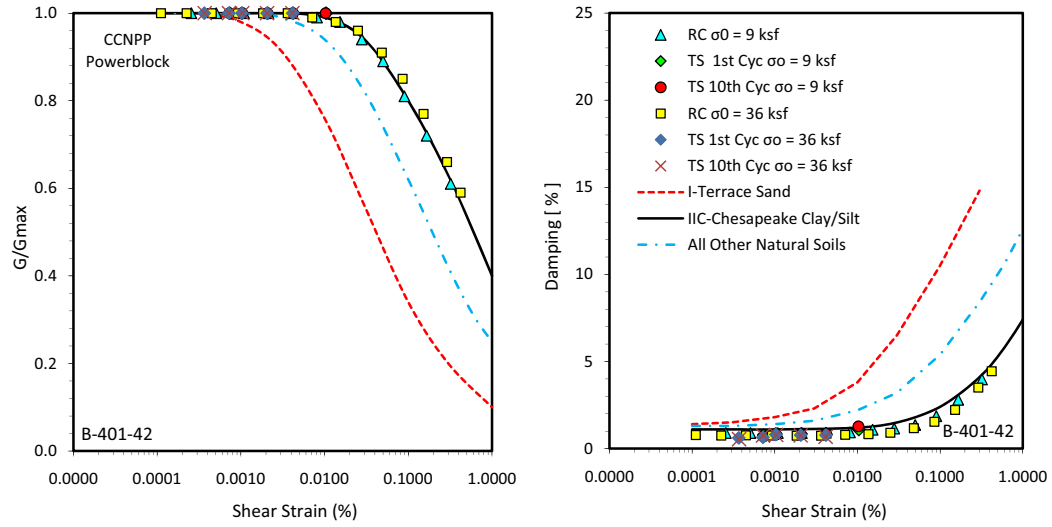 CCNPP
Powerblock
1.0
0.8
0.6
0.4
0.2
0.0
G/Gmax
B-401-42
0.0000
0.0001
0.0010
0.0100
0.1000
1.0000
Shear Strain (%)
25
20
15
10
5
0
Damping [ % ]
RC σ0 = 9 ksf
TS 1st Cyc σo = 9 ksf
TS 10th Cyc σo = 9 ksf
RC σ0 = 36 ksf
TS 1st Cyc σo = 36 ksf
TS 10th Cyc σo = 36 ksf
I-Terrace Sand
IIC-Chesapeake Clay/Silt
All Other Natural Soils
B-401-42
0.0000
0.0001
0.0010
0.0100
0.1000
1.0000
Shear Strain (%)